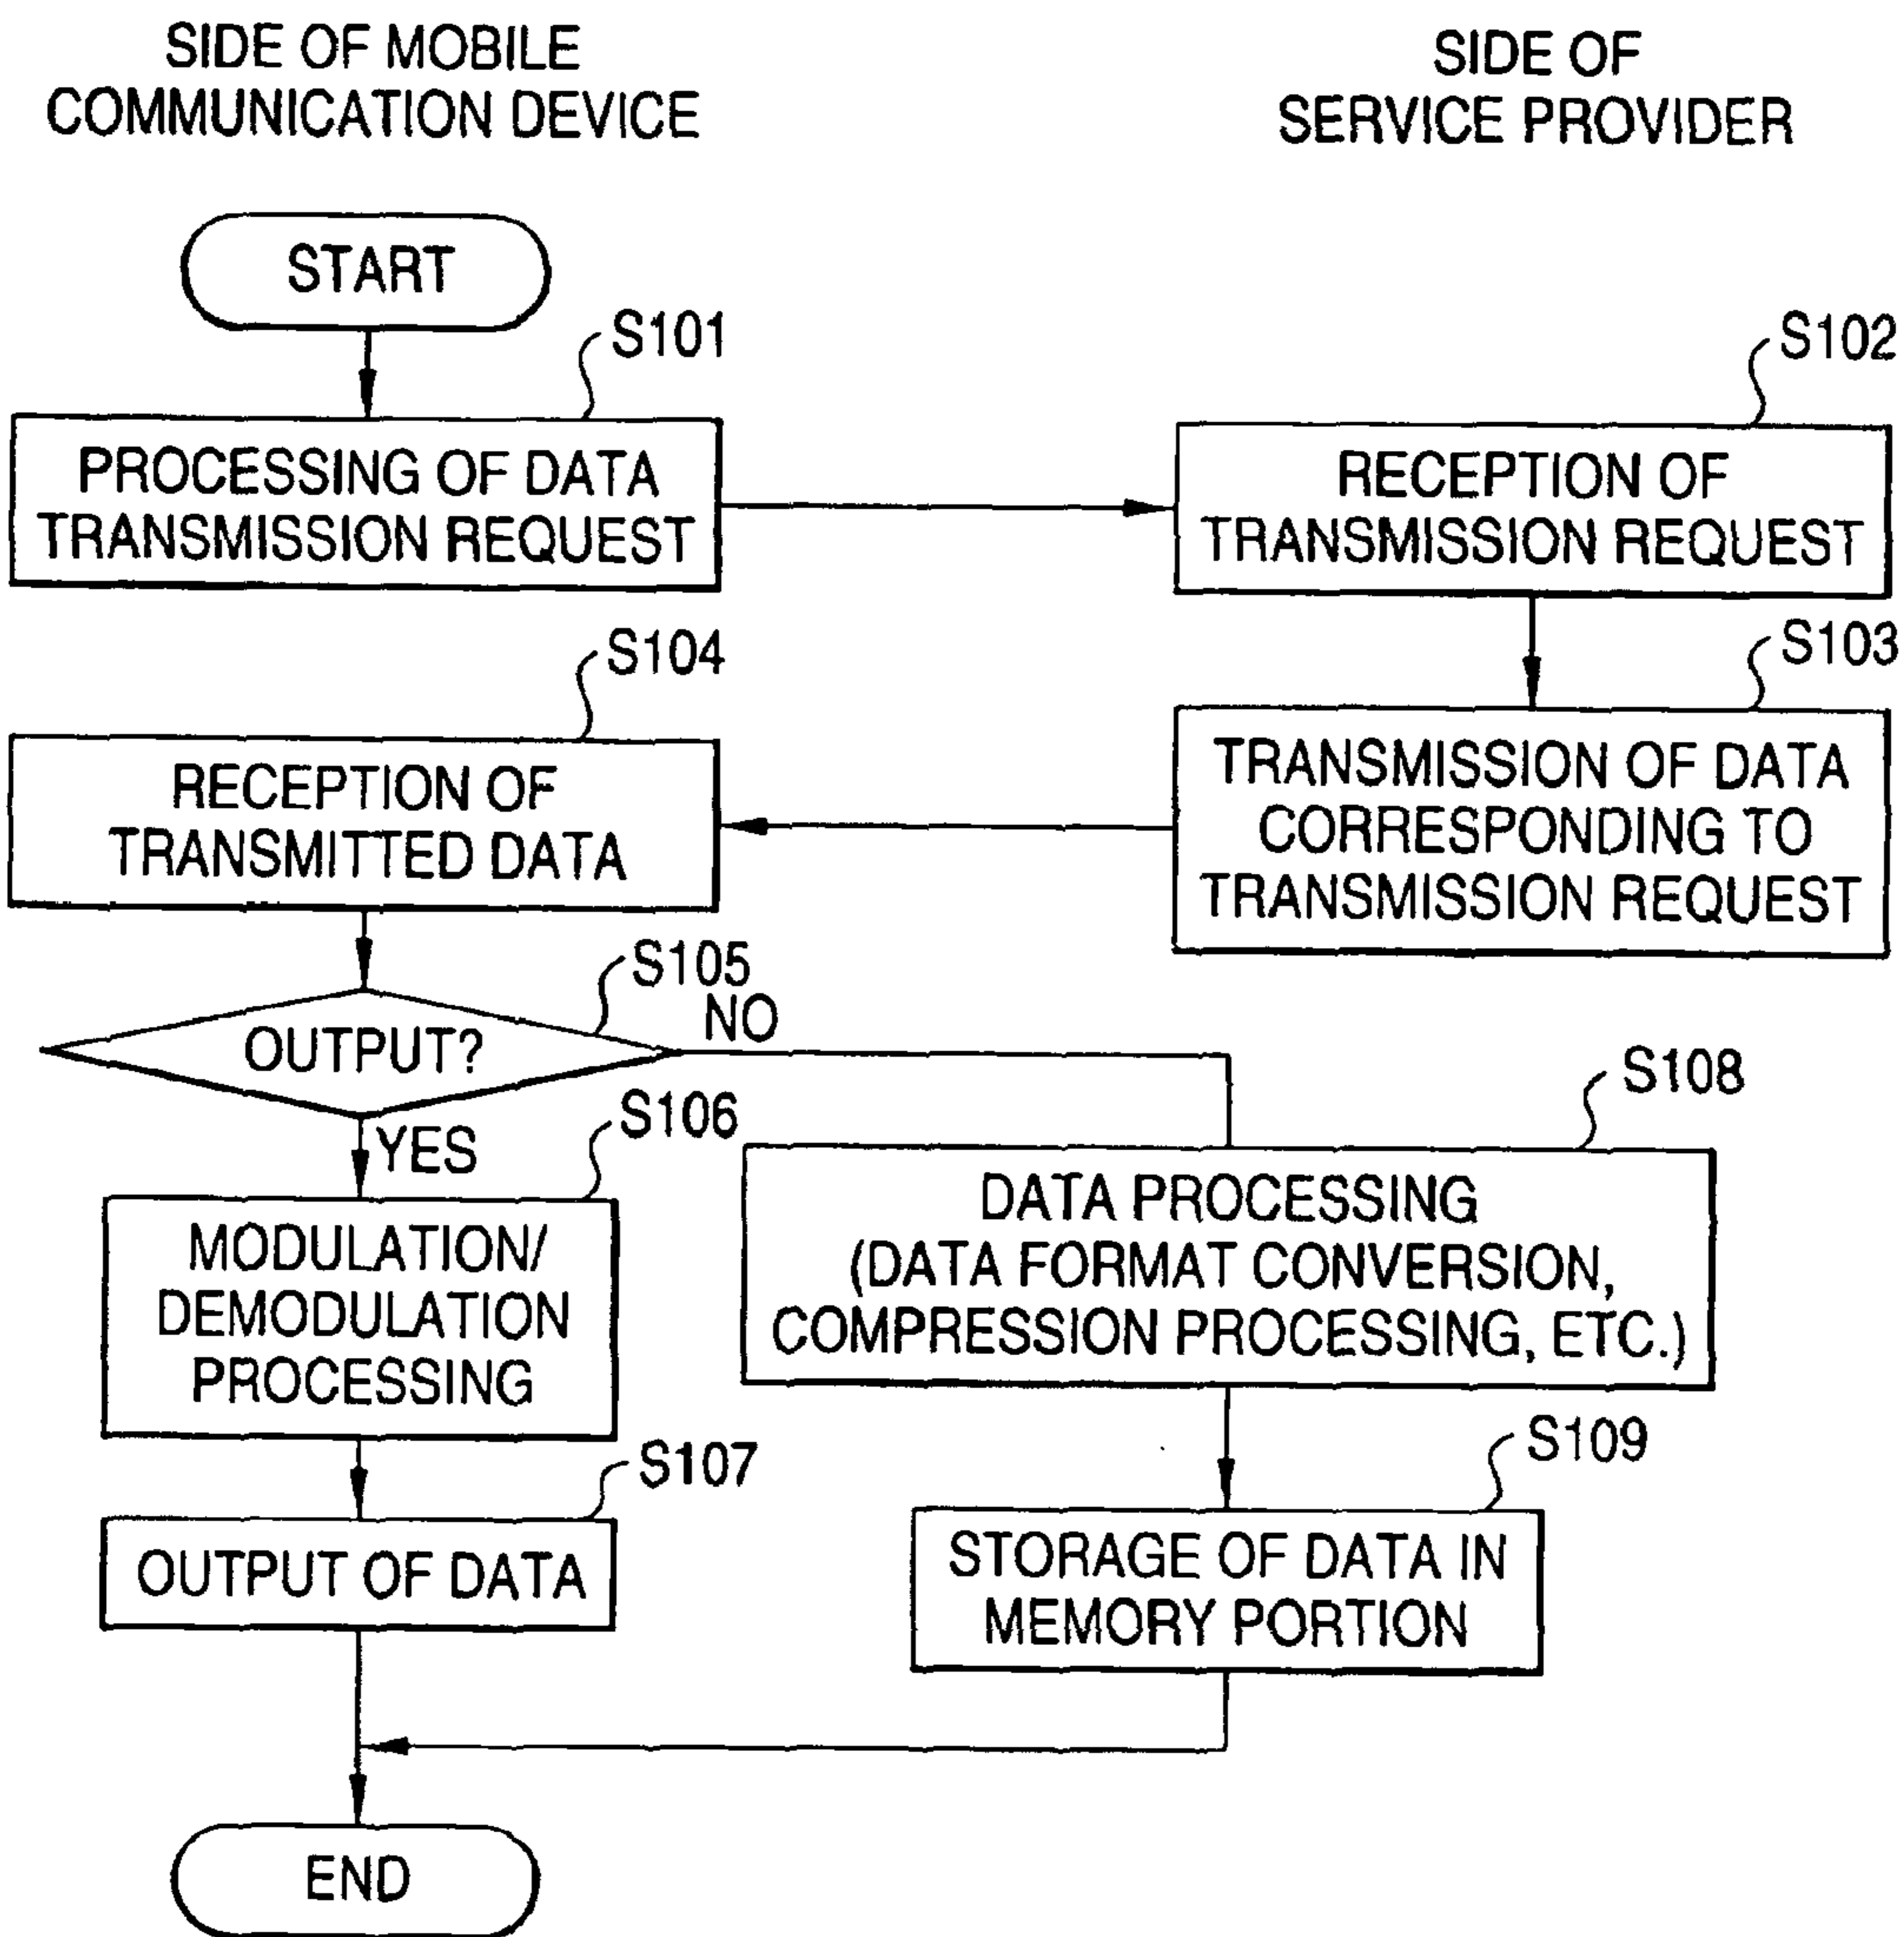 SIDE OF MOBILE
COMMUNICATION DEVICE
SIDE OF
SERVICE PROVIDER
START
S101
PROCESSING OF DATA
TRANSMISSION REQUEST
S102
RECEPTION OF
TRANSMISSION REQUEST
S103
TRANSMISSION OF DATA
CORRESPONDING TO
TRANSMISSION REQUEST
S104
RECEPTION OF
TRANSMITTED DATA
S105
OUTPUT?
NO
YES
S106
MODULATION/
DEMODULATION
PROCESSING
S107
OUTPUT OF DATA
S108
DATA PROCESSING
(DATA FORMAT CONVERSION,
COMPRESSION PROCESSING, ETC.)
S109
STORAGE OF DATA IN
MEMORY PORTION
END